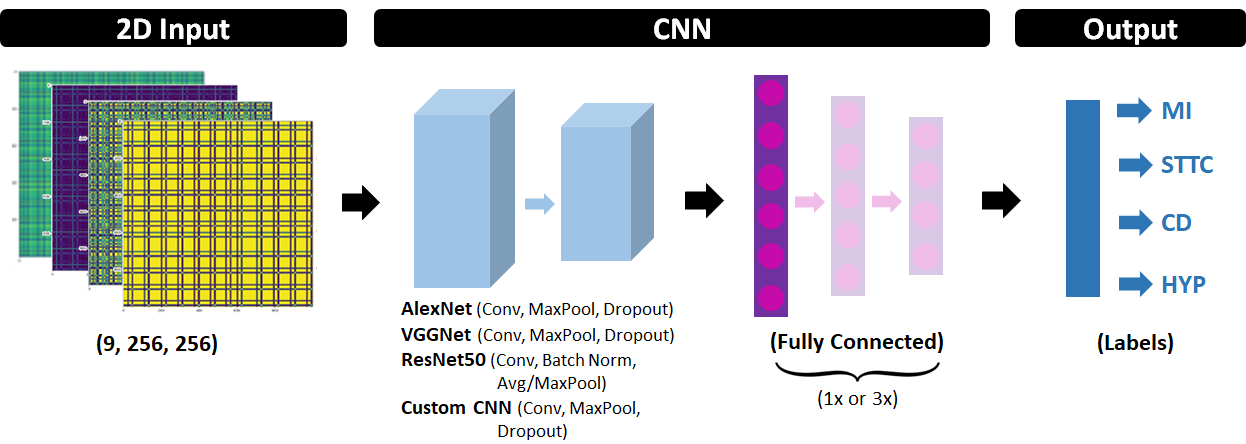 2D Input
CNN
Output
MI
STTC
CD
HYP
AlexNet (Conv, MaxPool, Dropout)
VGGNet (Conv, MaxPool, Dropout)
ResNet50 (Conv, Batch Norm,
Avg/MaxPool)
Custom CNN (Conv, MaxPool,
Dropout)
(9, 256, 256)
(Fully Connected)
(1x or 3x)
(Labels)